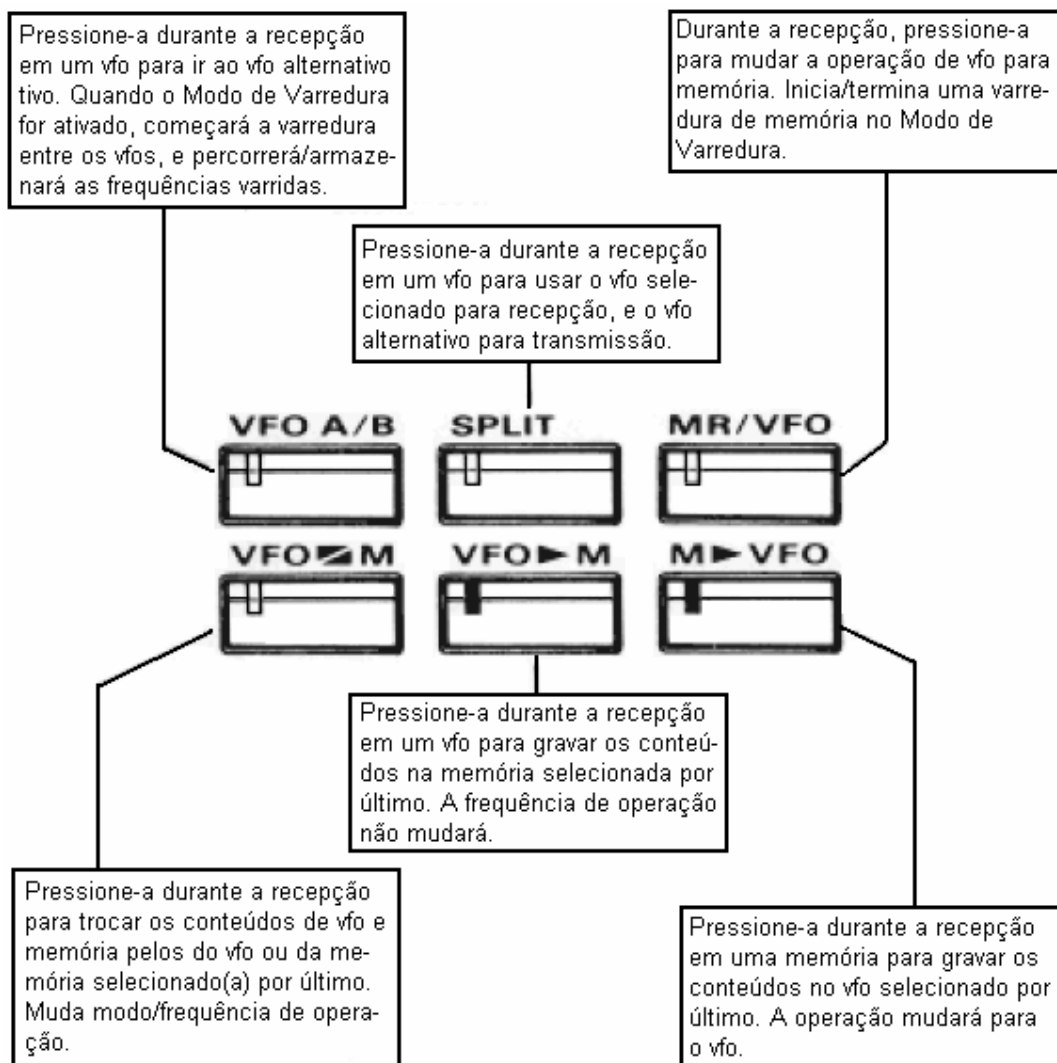 Pressione-a durante a recepção
em um vfo para ir ao vfo alternativo
tivo. Quando o Modo de Varredura
for ativado, começará a varredura
entre os vfos, e percorrerá/armaze-
nará as frequências varridas.
Durante a recepção, pressione-a
para mudar a operação de vfo para
memória. Inicia/termina uma varre-
dura de memória no Modo de
Varredura.
Pressione-a durante a recepção
em um vfo para usar o vfo sele-
cionado para recepção, e o vfo
alternativo para transmissão.
VFO A/B SPLIT MR/VFO
VFO M VFO►M M►VFO
Pressione-a durante a recepção
em um vfo para gravar os conteú-
dos na memória selecionada por
último. A frequência de operação
não mudará.
Pressione-a durante a recepção
para trocar os conteúdos de vfo e
memória pelos do vfo ou da me-
mória selecionado(a) por último.
Muda modo/frequência de opera-
ção.
Pressione-a durante a recepção
em uma memória para gravar os
conteúdos no vfo selecionado por
último. A operação mudará para
o vfo.